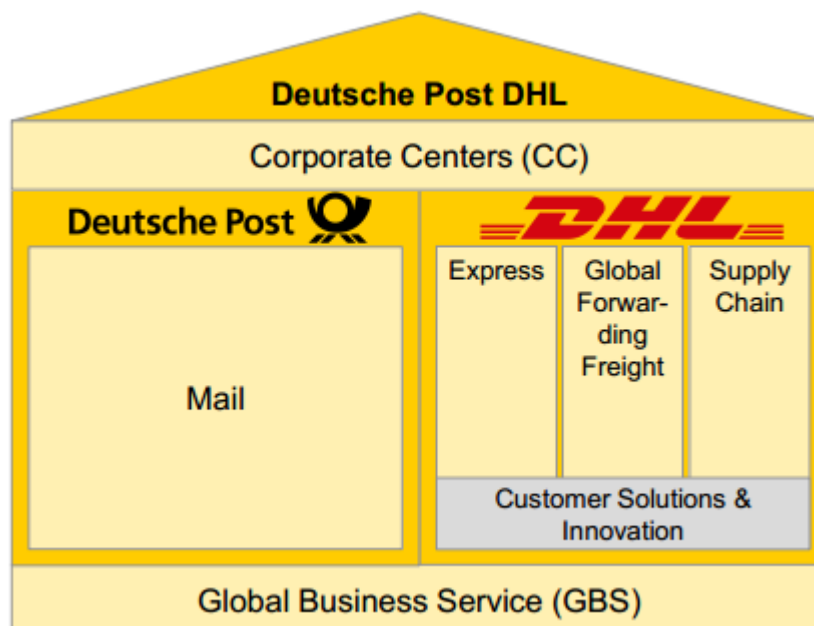 Deutsche Post DHL
Corporate Centers (CC)
Deutsche Post
DHL
Mail
Express
Global
Forwar-
ding
Freight
Supply
Chain
Customer Solutions &
Innovation
Global Business Service (GBS)